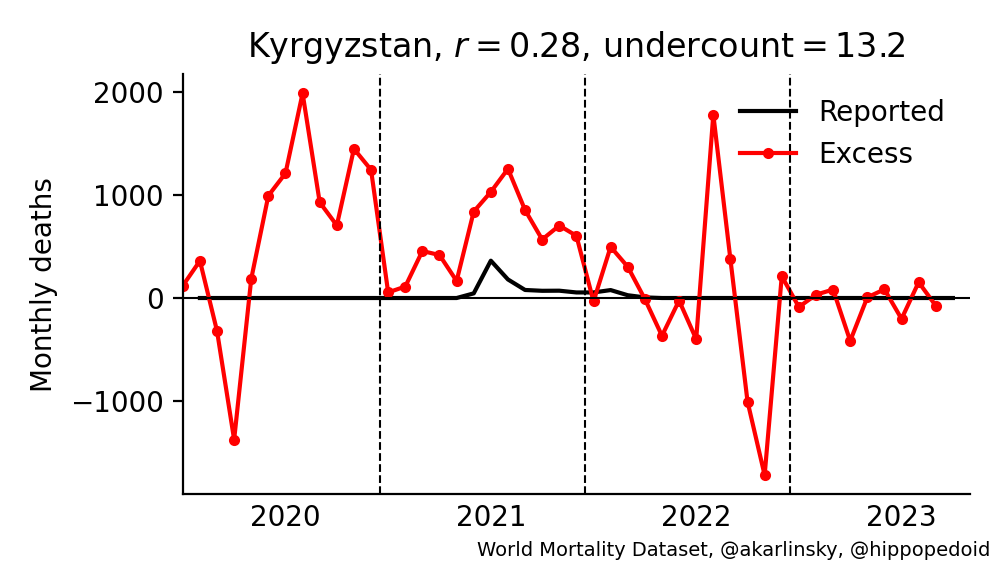 Kyrgyzstan, r = 0.28, undercount = 13.2
Monthly deaths
2000
1000
0
−1000
Reported
Excess
2020 2021 2022 2023
World Mortality Dataset, @akarlinsky, @hippopedoid